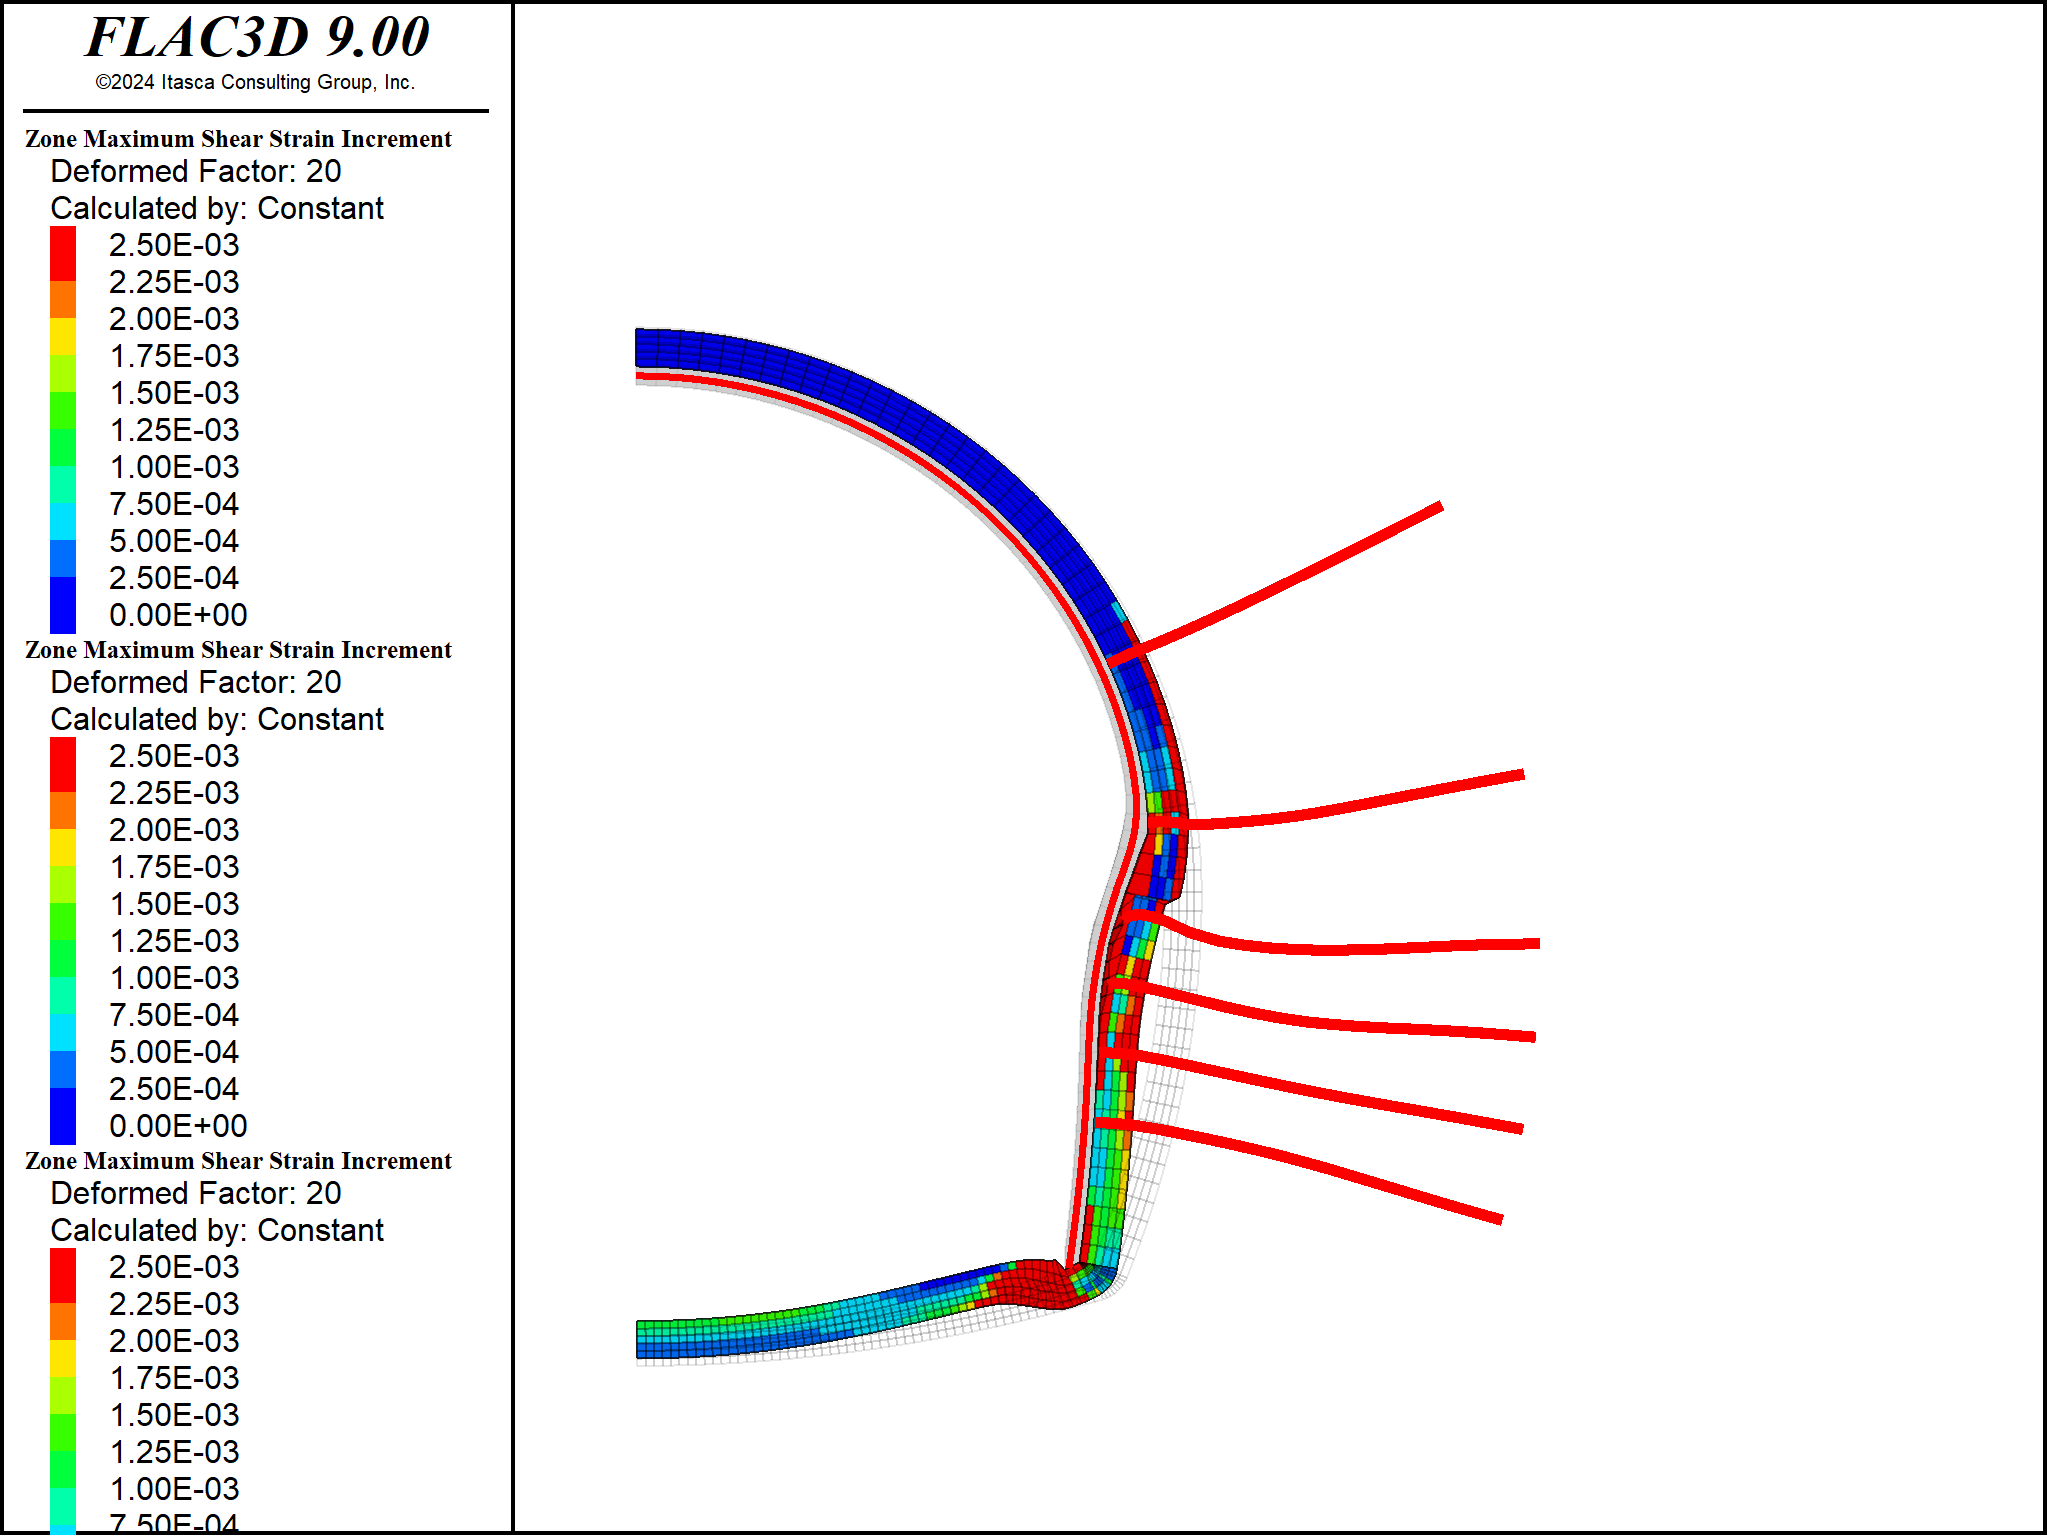 FLAC3D 9.00
©2024 Itasca Consulting Group, Inc.
Zone Maximum Shear Strain Increment
Deformed Factor: 20
Calculated by: Constant
2.50E-03
2.25E-03
2.00E-03
1.75E-03
1.50E-03
1.25E-03
1.00E-03
7.50E-04
5.00E-04
2.50E-04
0.00E+00
Zone Maximum Shear Strain Increment
Deformed Factor: 20
Calculated by: Constant
2.50E-03
2.25E-03
2.00E-03
1.75E-03
1.50E-03
1.25E-03
1.00E-03
7.50E-04
5.00E-04
2.50E-04
0.00E+00
Zone Maximum Shear Strain Increment
Deformed Factor: 20
Calculated by: Constant
2.50E-03
2.25E-03
2.00E-03
1.75E-03
1.50E-03
1.25E-03
1.00E-03
7.50E-04